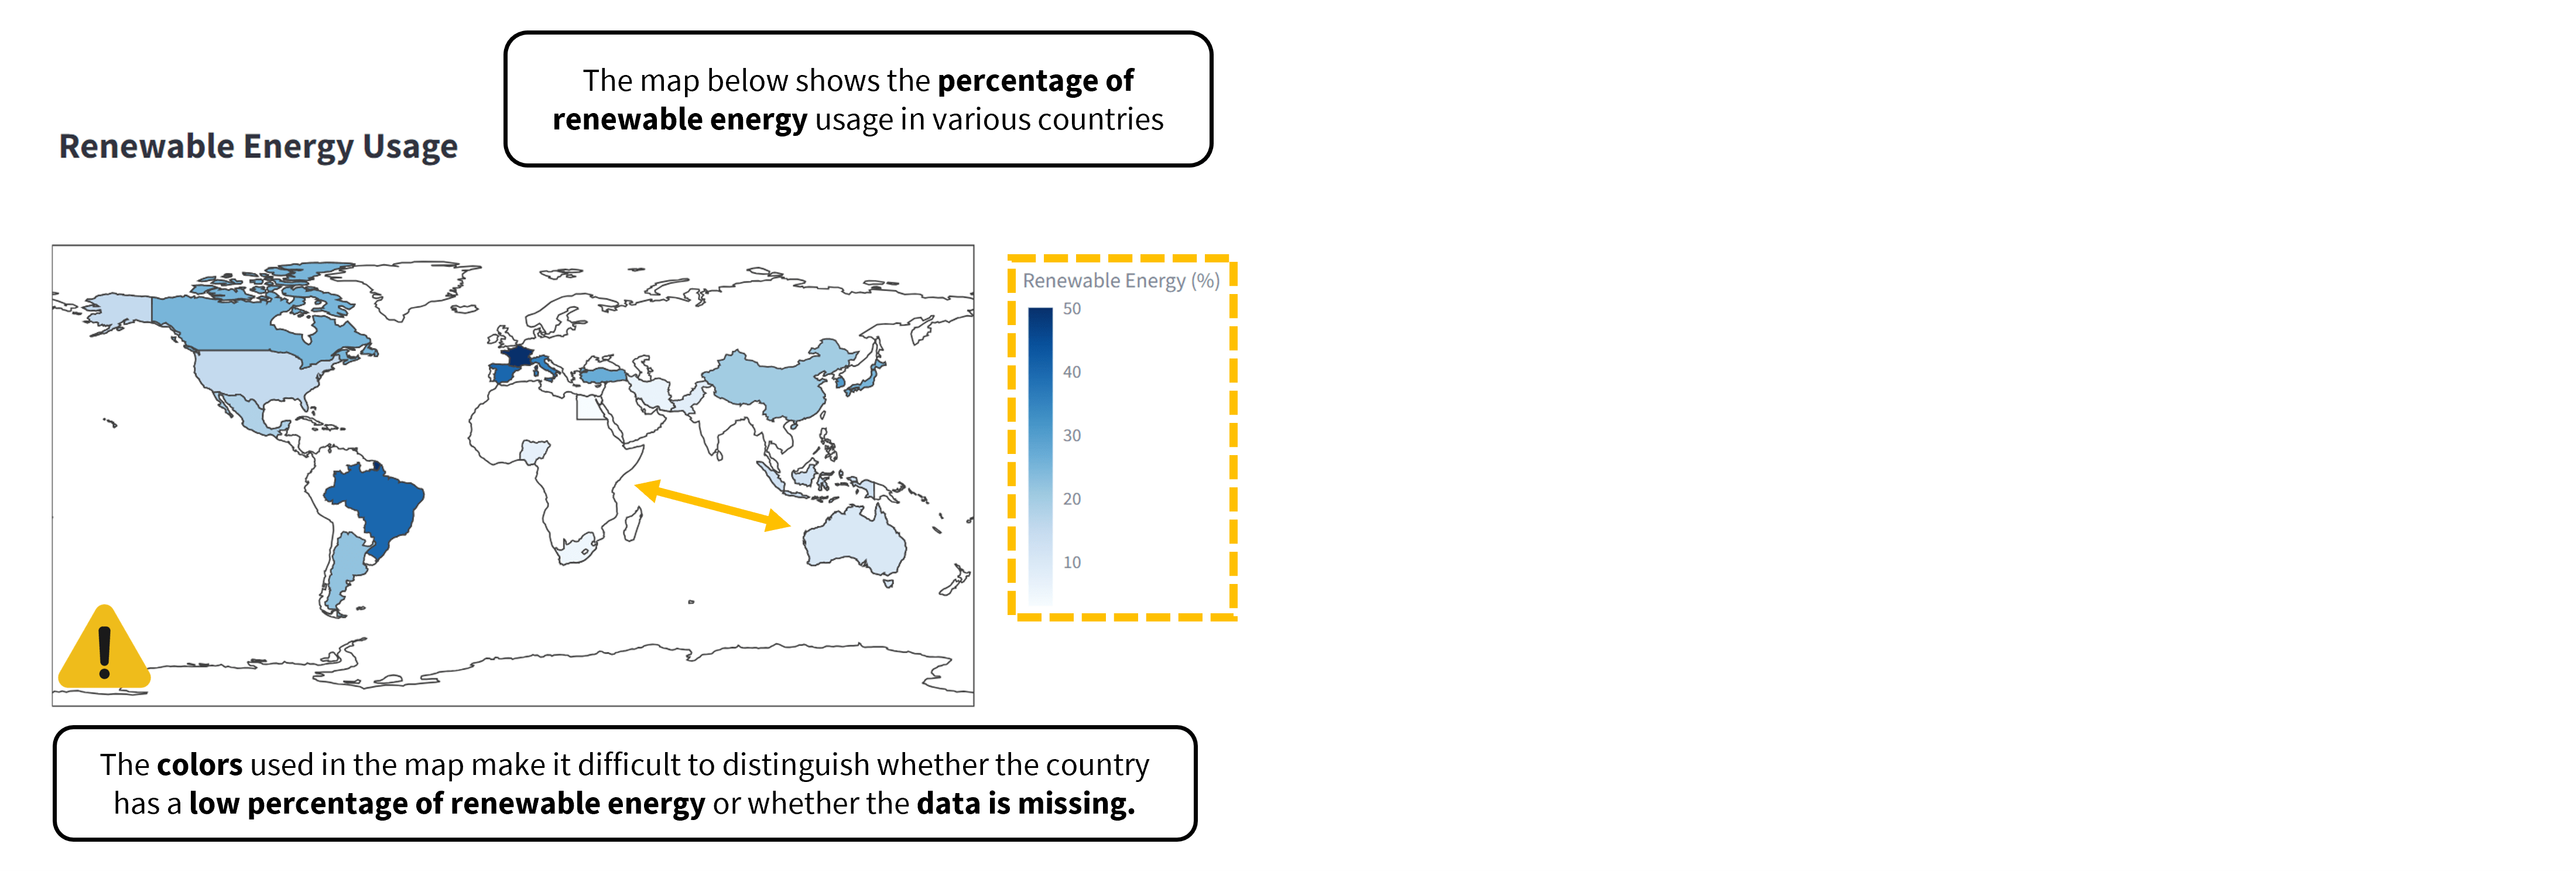 The map below shows the percentage of
renewable energy usage in various countries
Renewable Energy Usage
Renewable Energy (%)
50
40
30
20
10
The colors used in the map make it difficult to distinguish whether the country
has a low percentage of renewable energy or whether the data is missing.